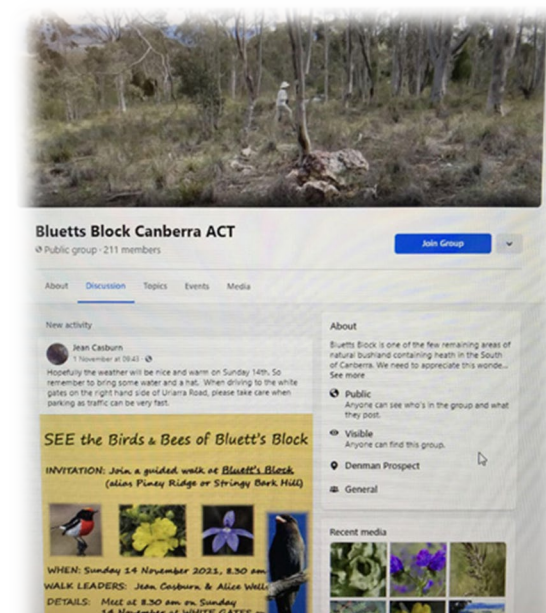 Bluetts Block Canberra ACT
Public group · 211 members
Join Group
About Discussion Topics Events Media
New activity
Jean Casburn
1 November at 09:43 ·
Hopefully the weather will be nice and warm on Sunday 14th. So
remember to bring some water and a hat. When driving to the white
gates on the right hand side of Uriarra Road, please take care when
parking as traffic can be very fast.
SEE the Birds & Bees of Bluett's Block
INVITATION: Join a guided walk at Bluett's Block
(alias Piney Ridge or Stringy Bark Hill)
WHEN: Sunday 14 November 2021, 8.30 am
WALK LEADERS: Jean Casburn & Alice Wells
DETAILS: Meet at 8.30 am on Sunday
14 November at WHITE GATES on
About
Bluetts Block is one of the few remaining areas of
natural bushland containing heath in the South
of Canberra. We need to appreciate this wonde...
See more
Public
Anyone can see who's in the group and what
they post.
Visible
Anyone can find this group.
Denman Prospect
General
Recent media